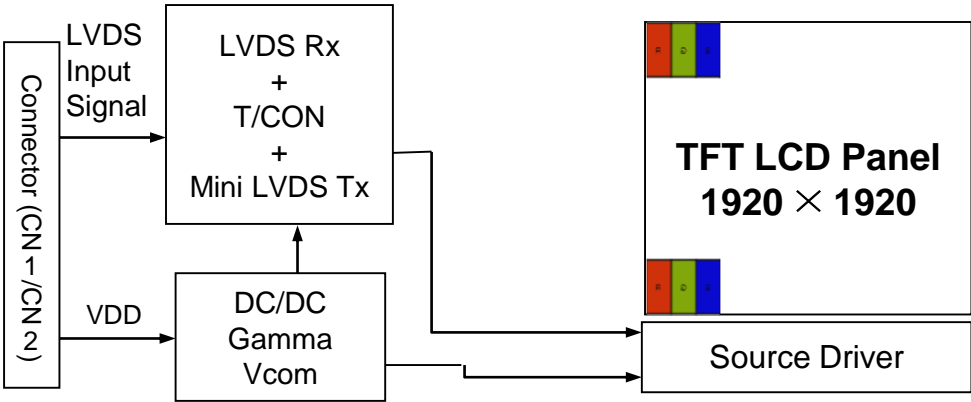 LVDS
Input
Signal
Connector (CN1/CN2)
LVDS Rx
+
T/CON
+
Mini LVDS Tx
VDD
DC/DC
Gamma
Vcom
TFT LCD Panel
1920 × 1920
Source Driver